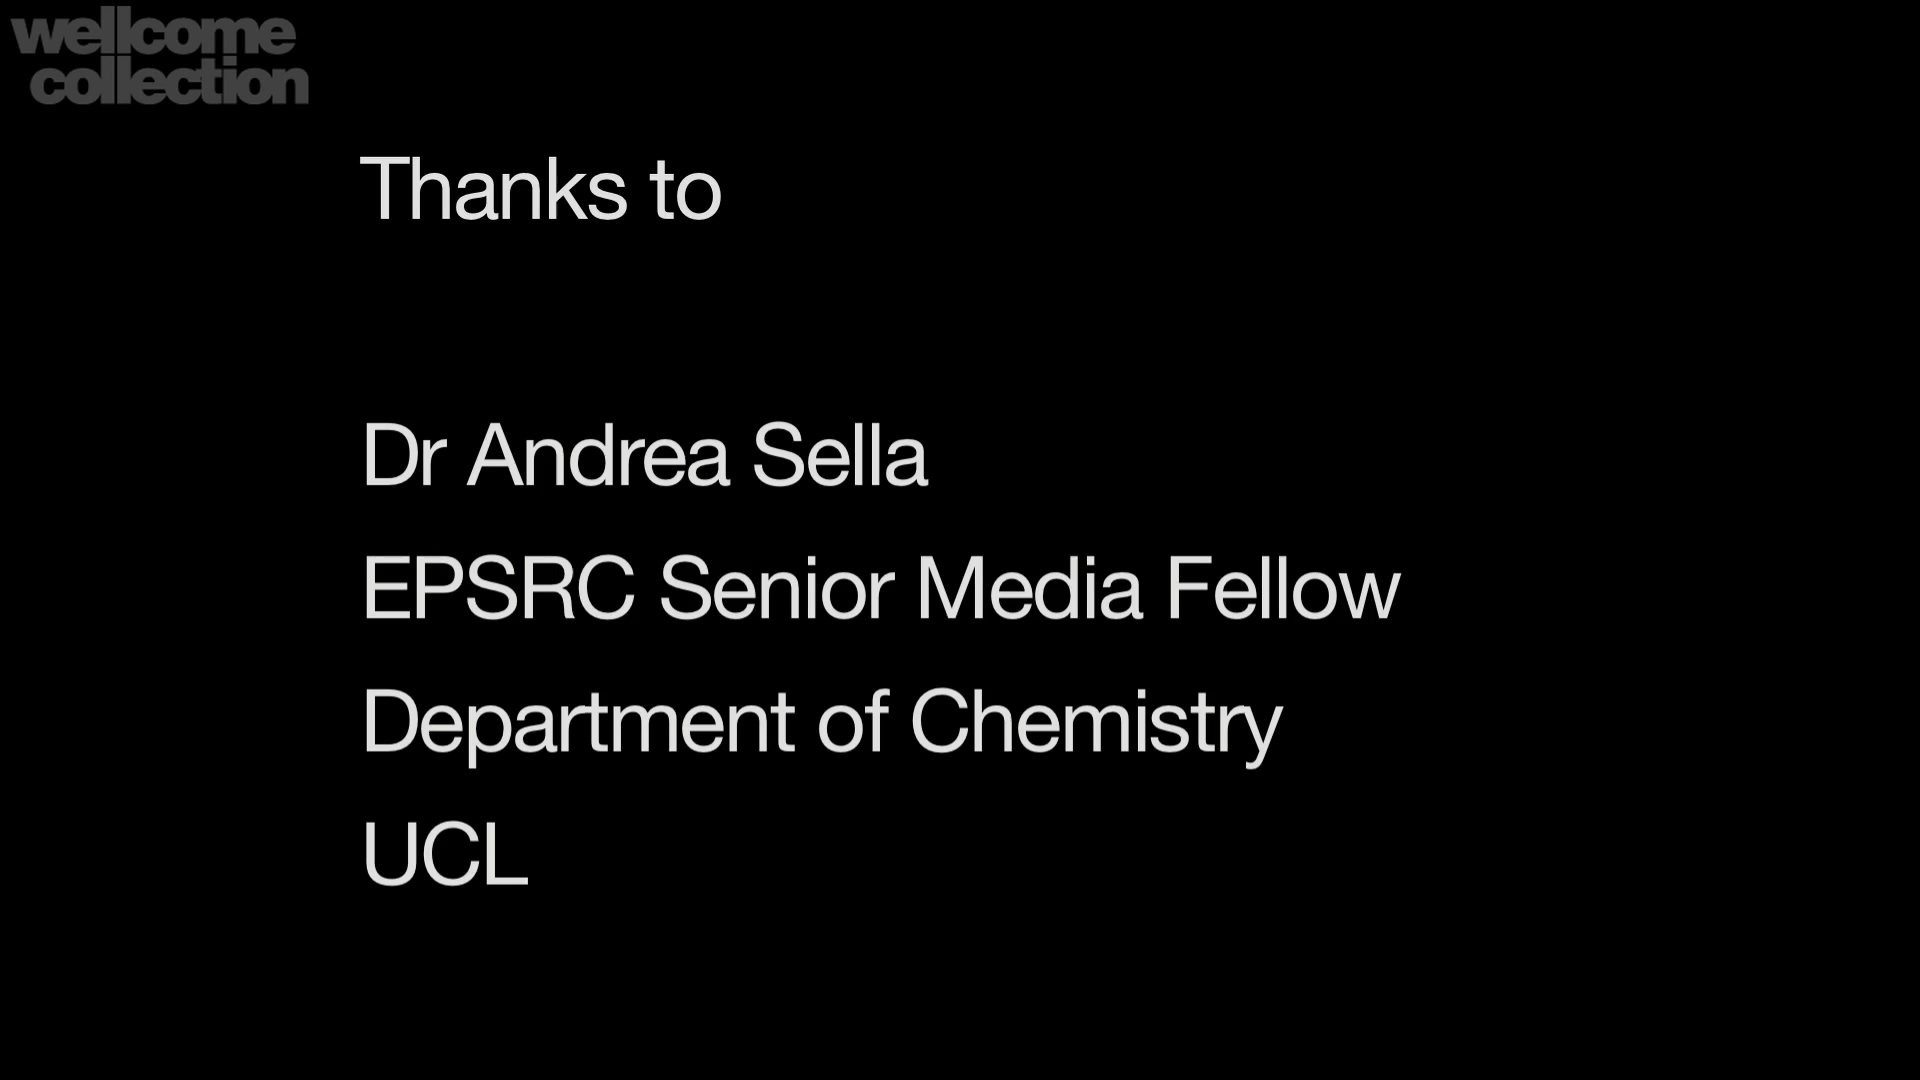 wellcome
collection
Thanks to
Dr Andrea Sella
EPSRC Senior Media Fellow
Department of Chemistry
UCL